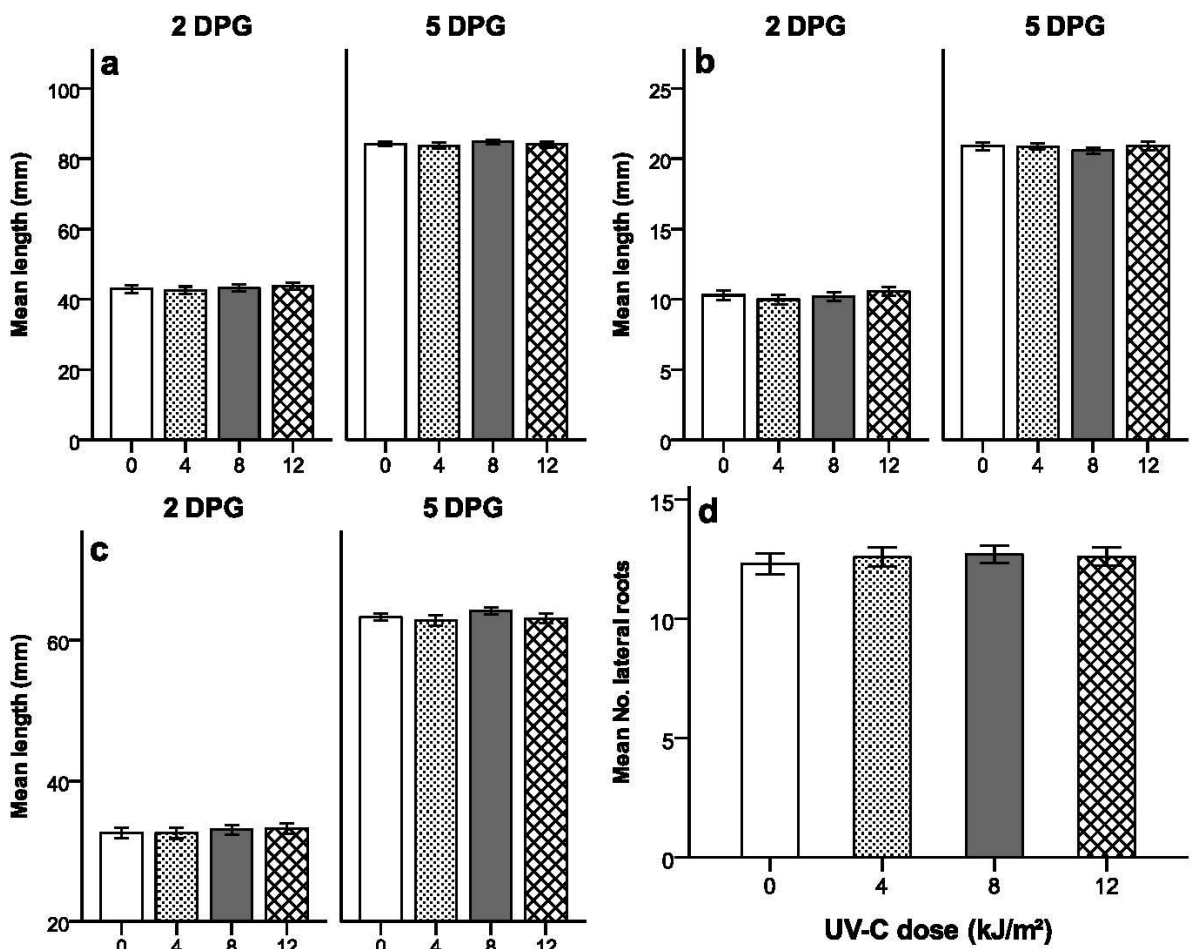 2 DPG 5 DPG
a
Mean length (mm)
100
80
60
40
20
0
0 4 8 12 0 4 8 12
2 DPG 5 DPG
b
Mean length (mm)
25
20
15
10
5
0
0 4 8 12 0 4 8 12
2 DPG 5 DPG
c
Mean length (mm)
60
40
20
0 4 8 12 0 4 8 12
d
Mean No. lateral roots
15
10
5
0
0 4 8 12
UV-C dose (kJ/m²)